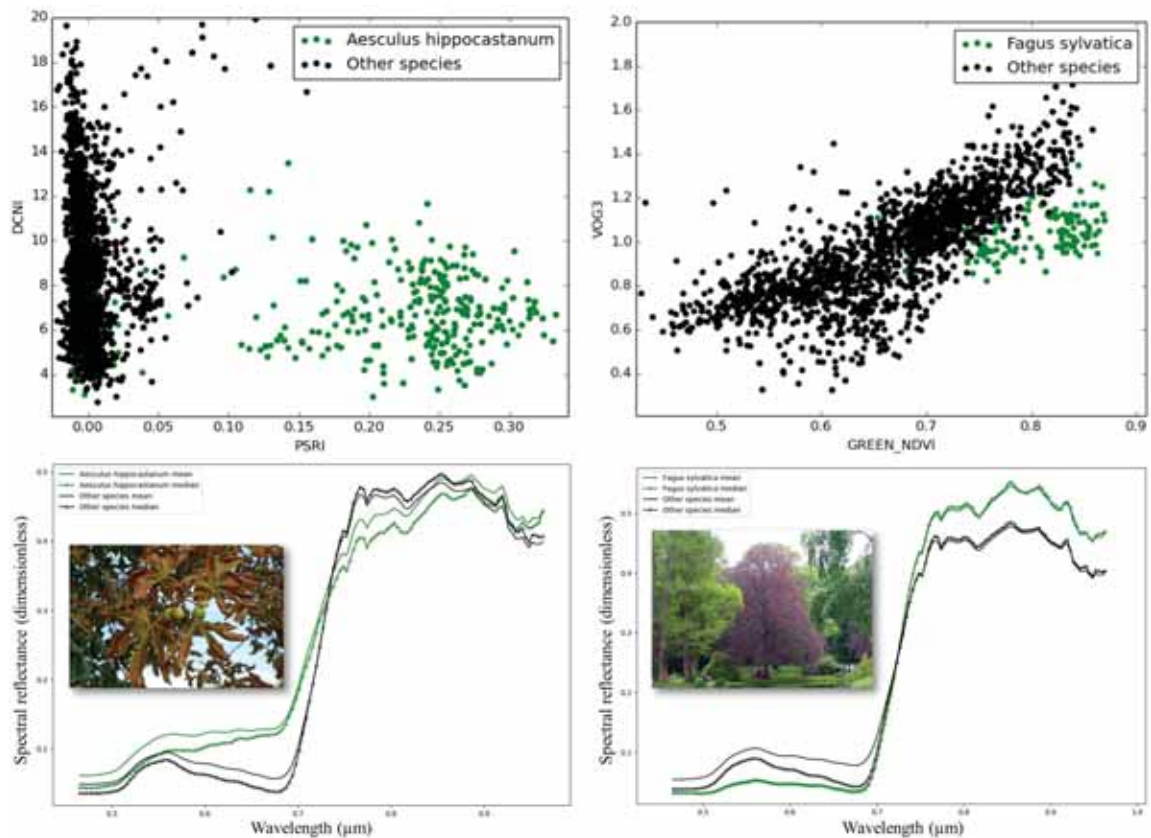 Aesculus hippocastanum
Other species
DCNI
20
18
16
14
12
10
8
6
4
0.00 0.05 0.10 0.15 0.20 0.25 0.30
PSRI
Fagus sylvatica
Other species
VOG3
2.0
1.8
1.6
1.4
1.2
1.0
0.8
0.6
0.4
0.5 0.6 0.7 0.8 0.9
GREEN_NDVI
Aesculus hippocastanum mean
Aesculus hippocastanum median
Other species mean
Other species median
Spectral reflectance (dimensionless)
Wavelength (µm)
Fagus sylvatica mean
Fagus sylvatica median
Other species mean
Other species median
Spectral reflectance (dimensionless)
Wavelength (µm)